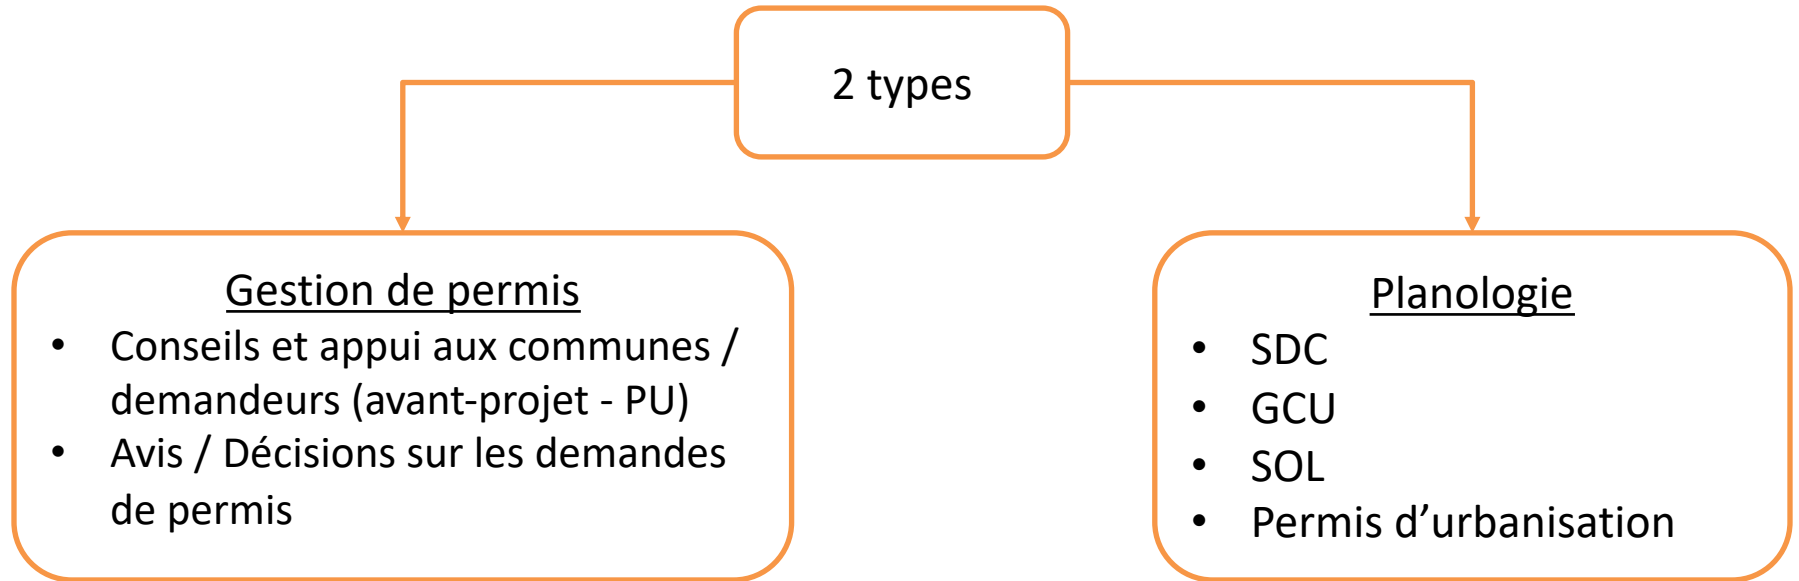 2 types
Gestion de permis
• Conseils et appui aux communes /
demandeurs (avant-projet - PU)
• Avis / Décisions sur les demandes
de permis
Planologie
• SDC
• GCU
• SOL
• Permis d’urbanisation